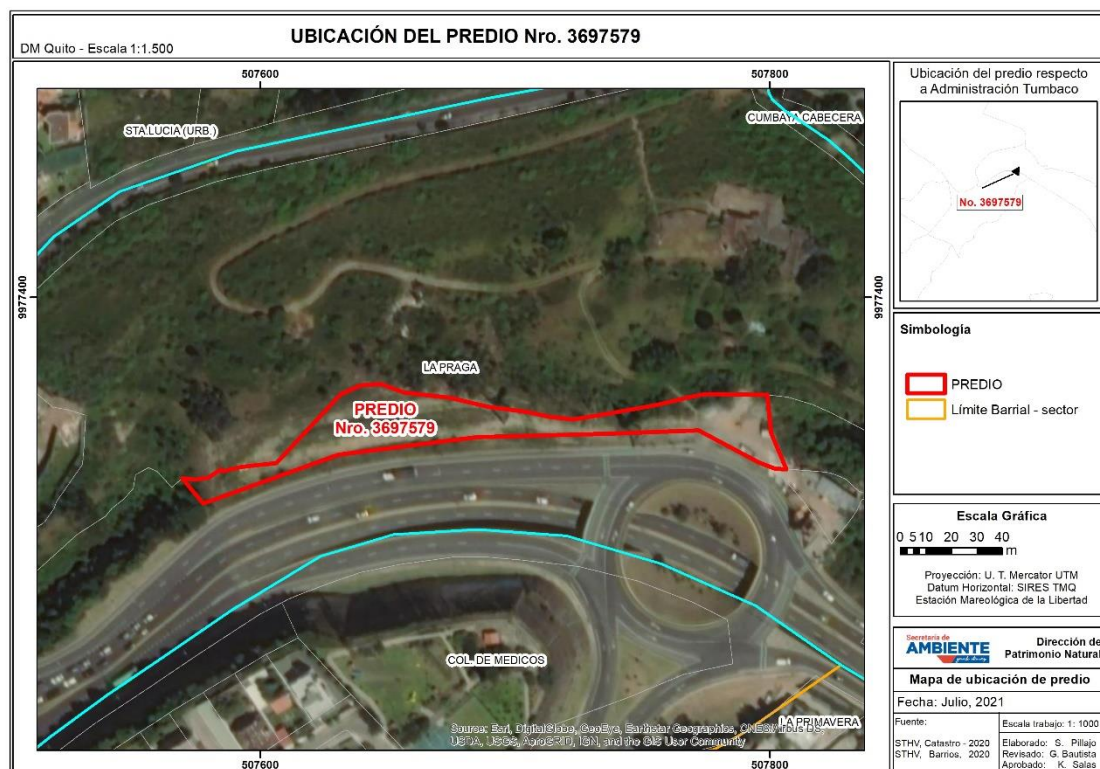 UBICACIÓN DEL PREDIO Nro. 3697579
DM Quito - Escala 1:1.500
507600
507800
STA.LUCIA (URB.)
CUMBAYA CABECERA
9977400
9977400
LA PRAGA
PREDIO
Nro. 3697579
COL. DE MEDICOS
LA PRIMAVERA
Source: Esri, DigitalGlobe, GeoEye, Earthstar Geographics, CNES/Airbus DS,
USDA, USGS, AeroGRID, IGN, and the GIS User Community
507600
507800
Ubicación del predio respecto
a Administración Tumbaco
No. 3697579
Simbología
PREDIO
Límite Barrial - sector
Escala Gráfica
0 5 10 20 30 40
m
Proyección: U. T. Mercator UTM
Datum Horizontal: SIRES TMQ
Estación Mareológica de la Libertad
Secretaría de
AMBIENTE
Dirección de
Patrimonio Natural
Mapa de ubicación de predio
Fecha: Julio, 2021
Fuente:
STHV, Catastro - 2020
STHV, Barrios, 2020
Escala trabajo: 1: 1000
Elaborado: S. Pillajo
Revisado: G. Bautista
Aprobado: K. Salas